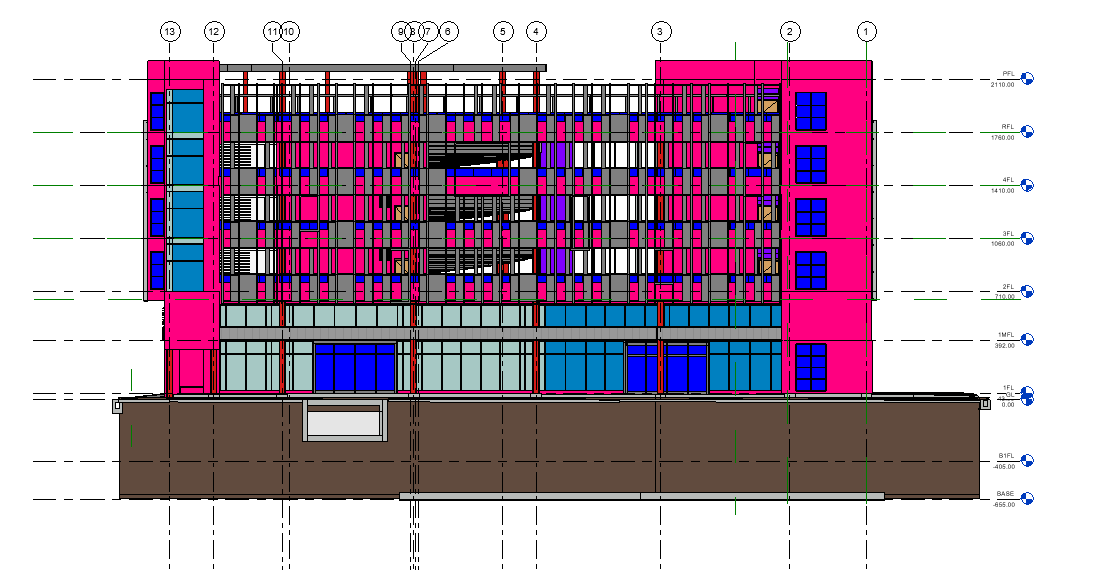 13 12 11 10 9 8 7 6 5 4 3 2 1
PFL
2110.00
RFL
1760.00
4FL
1410.00
3FL
1060.00
2FL
710.00
1MFL
392.00
1FL
GL
0.00
B1FL
-405.00
BASE
-655.00